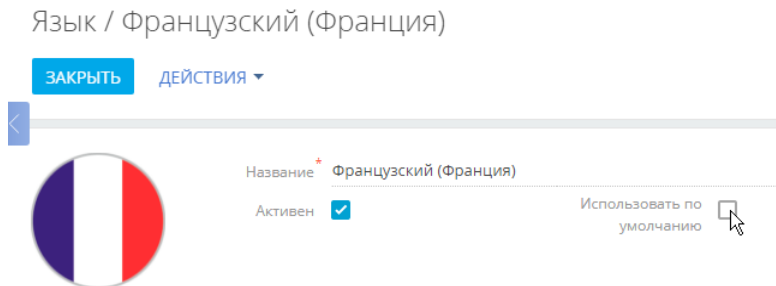 Язык / Французский (Франция)
ЗАКРЫТЬ ДЕЙСТВИЯ
Название* Французский (Франция)
Активен Использовать по
умолчанию